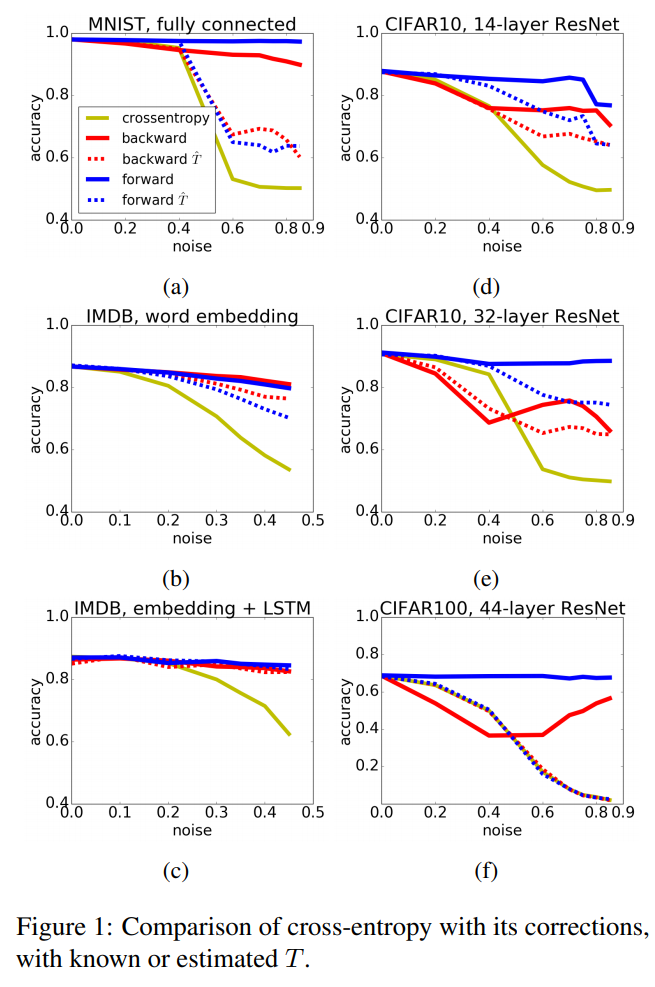 MNIST, fully connected
1.0
0.8
0.6
0.4
accuracy
crossentropy
backward
backward T̂
forward
forward T̂
0.0 0.2 0.4 0.6 0.8 0.9
noise
(a)
CIFAR10, 14-layer ResNet
1.0
0.8
0.6
0.4
accuracy
0.0 0.2 0.4 0.6 0.8 0.9
noise
(d)
IMDB, word embedding
1.0
0.8
0.6
0.4
accuracy
0.0 0.1 0.2 0.3 0.4 0.5
noise
(b)
CIFAR10, 32-layer ResNet
1.0
0.8
0.6
0.4
accuracy
0.0 0.2 0.4 0.6 0.8 0.9
noise
(e)
IMDB, embedding + LSTM
1.0
0.8
0.6
0.4
accuracy
0.0 0.1 0.2 0.3 0.4 0.5
noise
(c)
CIFAR100, 44-layer ResNet
1.0
0.8
0.6
0.4
0.2
accuracy
0.0 0.2 0.4 0.6 0.8 0.9
noise
(f)
Figure 1: Comparison of cross-entropy with its corrections,
with known or estimated T.